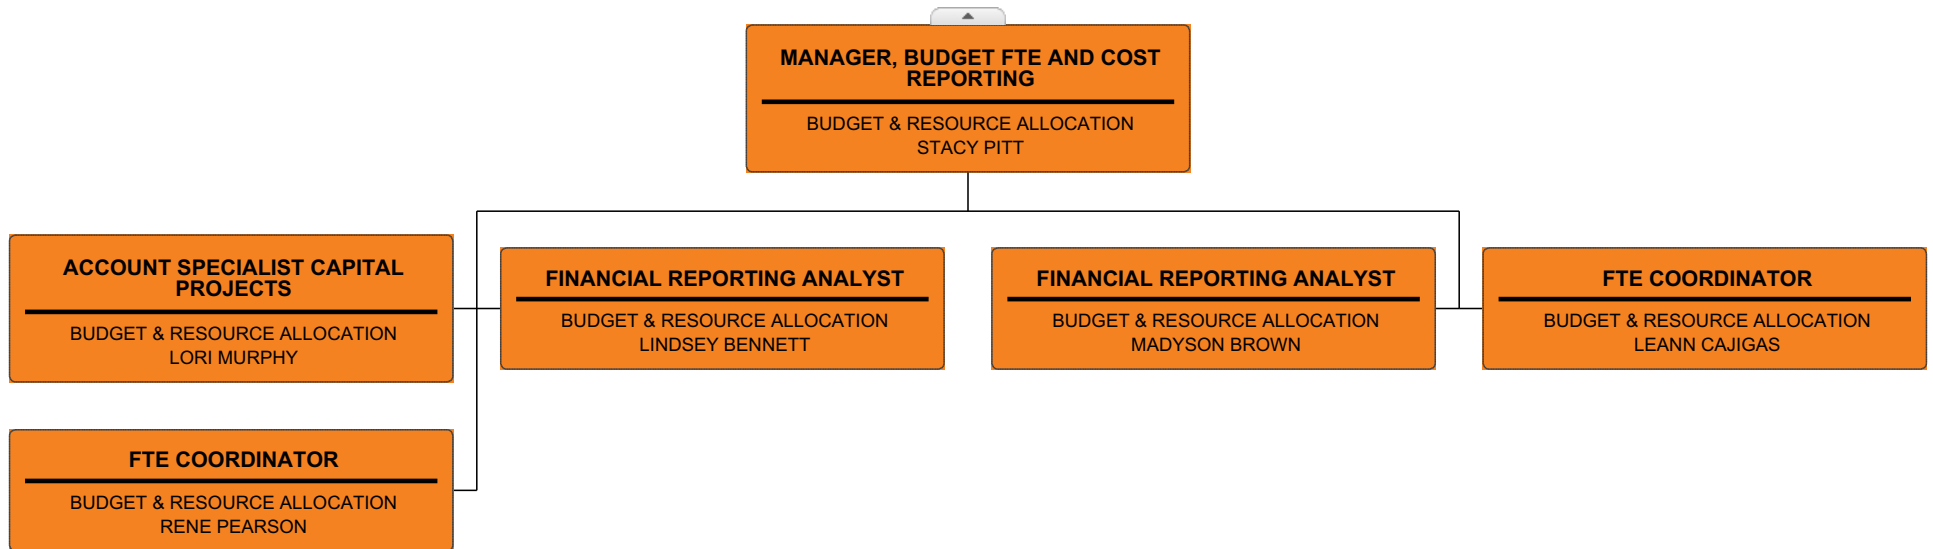 MANAGER, BUDGET FTE AND COST
REPORTING
BUDGET & RESOURCE ALLOCATION
STACY PITT
ACCOUNT SPECIALIST CAPITAL
PROJECTS
BUDGET & RESOURCE ALLOCATION
LORI MURPHY
FINANCIAL REPORTING ANALYST
BUDGET & RESOURCE ALLOCATION
LINDSEY BENNETT
FINANCIAL REPORTING ANALYST
BUDGET & RESOURCE ALLOCATION
MADYSON BROWN
FTE COORDINATOR
BUDGET & RESOURCE ALLOCATION
LEANN CAJIGAS
FTE COORDINATOR
BUDGET & RESOURCE ALLOCATION
RENE PEARSON